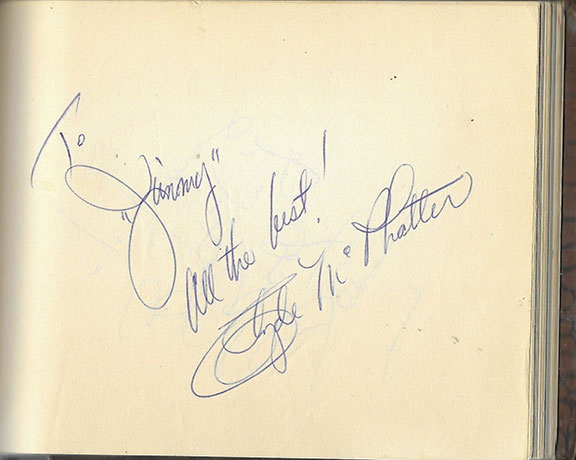 To
"Jimmy"
All the best!
Clyde McPhatter